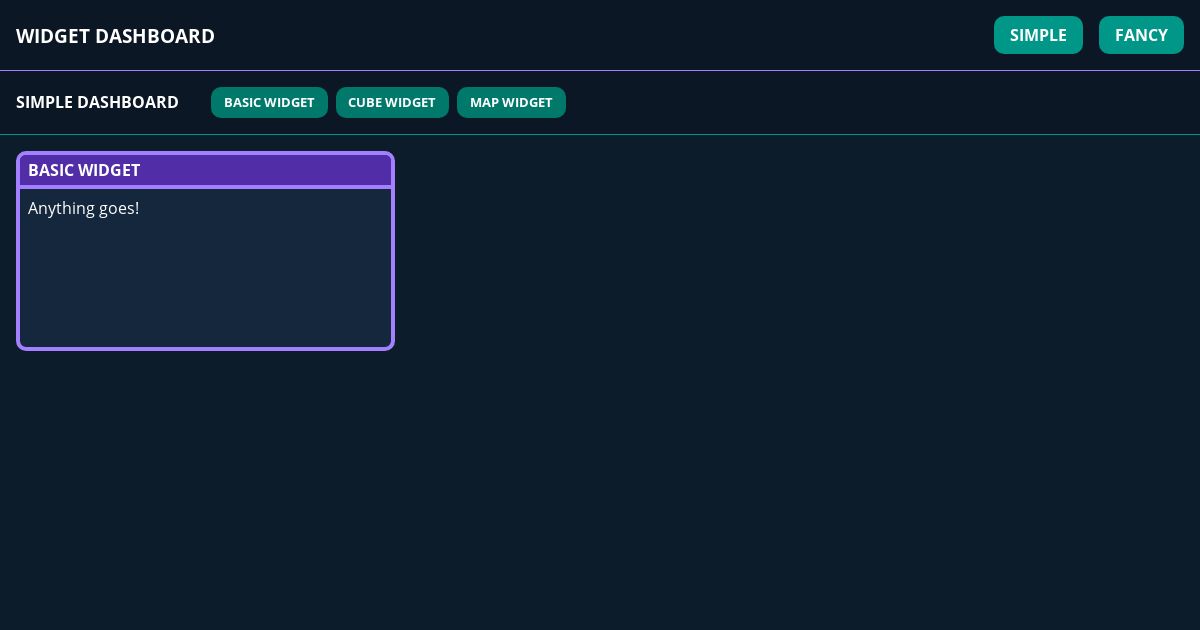 WIDGET DASHBOARD
SIMPLE
FANCY
SIMPLE DASHBOARD
BASIC WIDGET
CUBE WIDGET
MAP WIDGET
BASIC WIDGET
Anything goes!